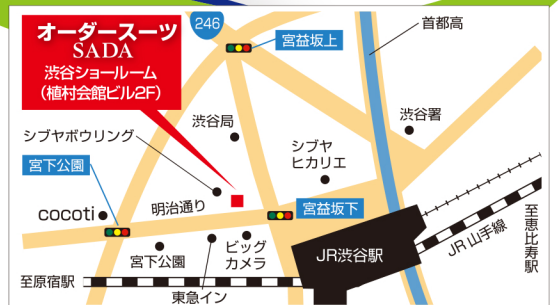 オーダースーツ
SADA
渋谷ショールーム
(植村会館ビル2F)
246
宮益坂上
首都高
渋谷局
渋谷署
シブヤボウリング
シブヤ
ヒカリエ
宮下公園
cocoti
明治通り
宮益坂下
宮下公園
ビッグ
カメラ
東急イン
JR渋谷駅
JR山手線
至恵比寿駅
至原宿駅